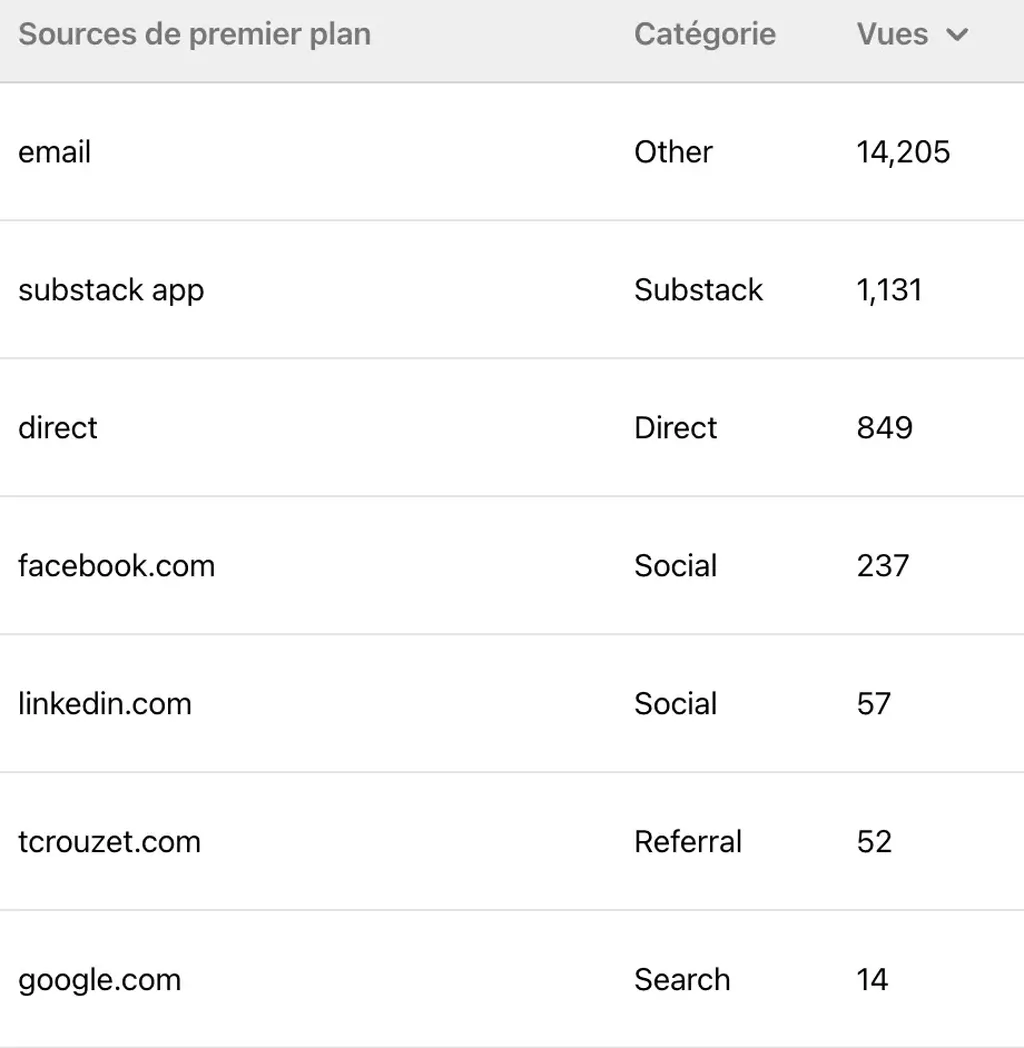 Sources de premier plan Catégorie Vues
email Other 14,205
substack app Substack 1,131
direct Direct 849
facebook.com Social 237
linkedin.com Social 57
tcrouzet.com Referral 52
google.com Search 14